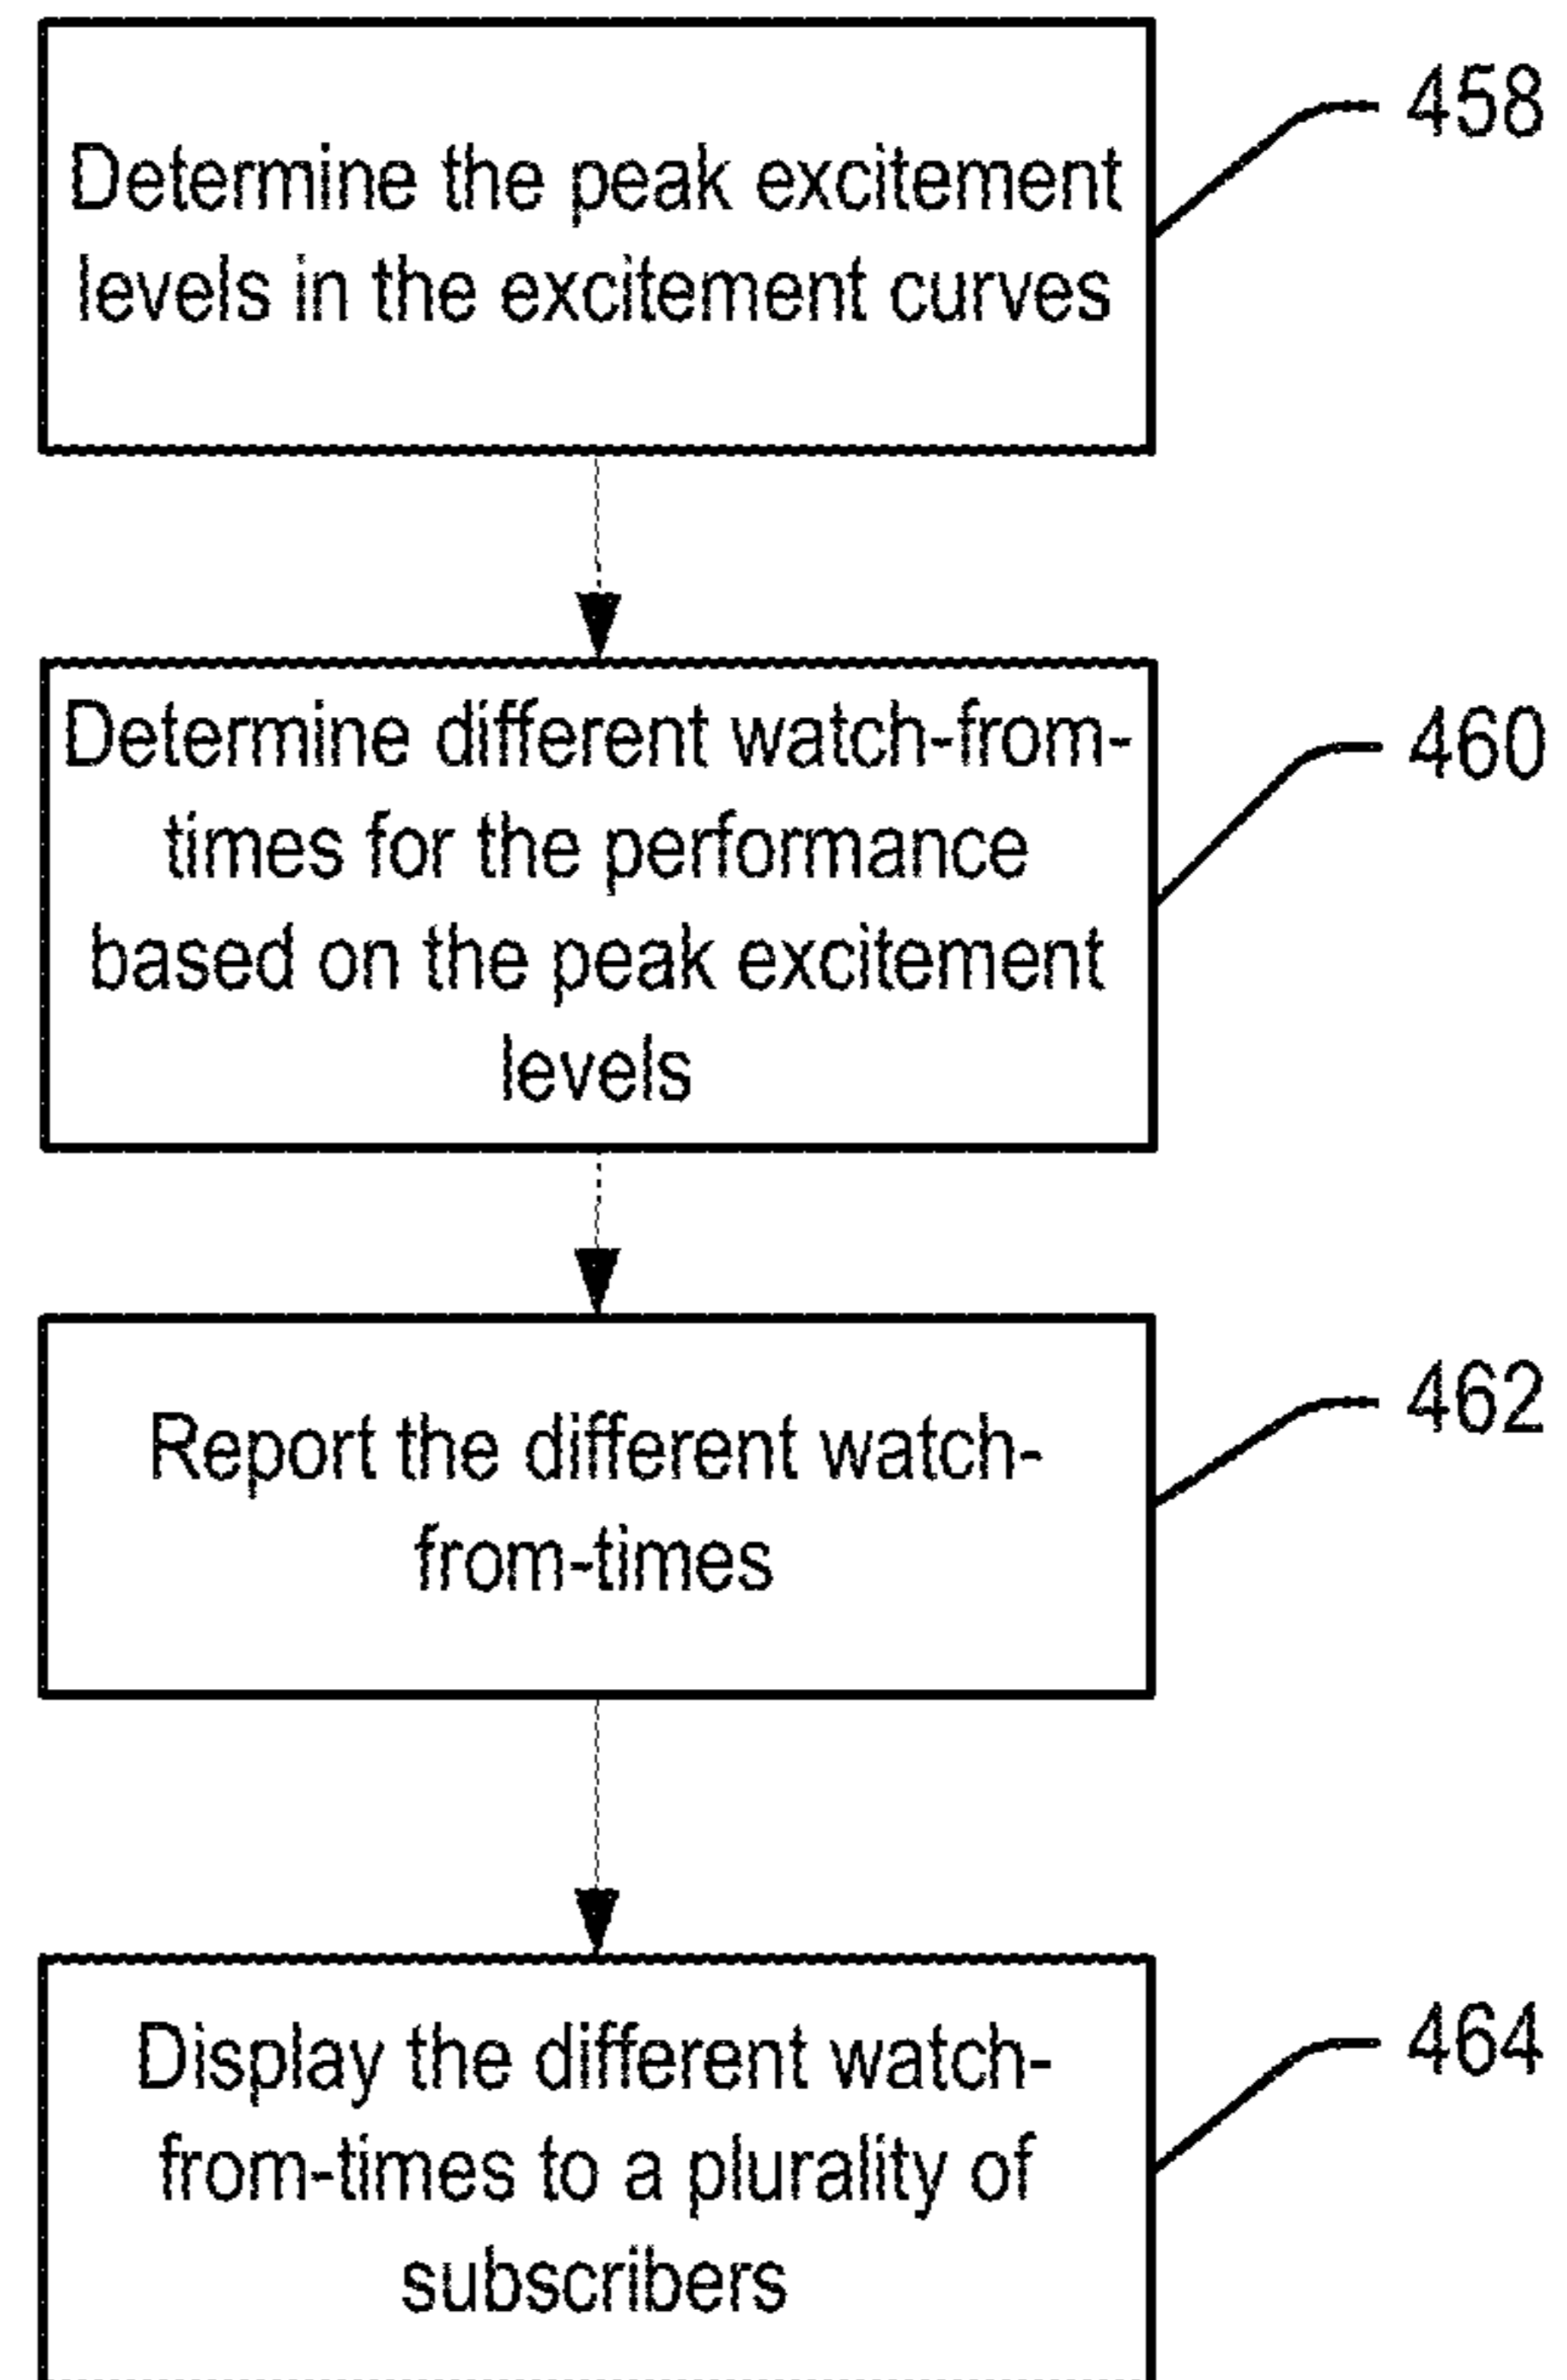 458
Determine the peak excitement
levels in the excitement curves
460
Determine different watch-from-
times for the performance
based on the peak excitement
levels
462
Report the different watch-
from-times
464
Display the different watch-
from-times to a plurality of
subscribers